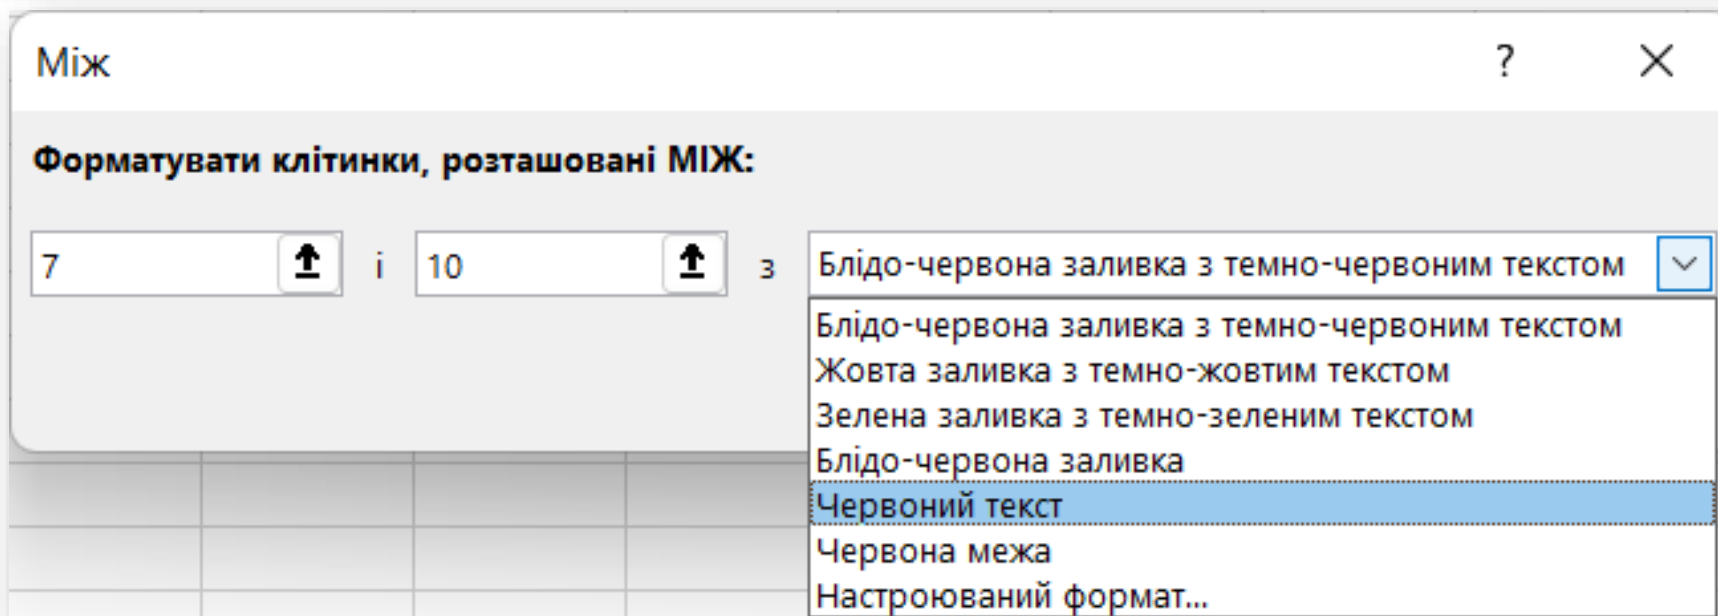 Між
Форматувати клітинки, розташовані МІЖ:
7 і 10 з Блідо-червона заливка з темно-червоним текстом
Блідо-червона заливка з темно-червоним текстом
Жовта заливка з темно-жовтим текстом
Зелена заливка з темно-зеленим текстом
Блідо-червона заливка
Червоний текст
Червона межа
Настроюваний формат...